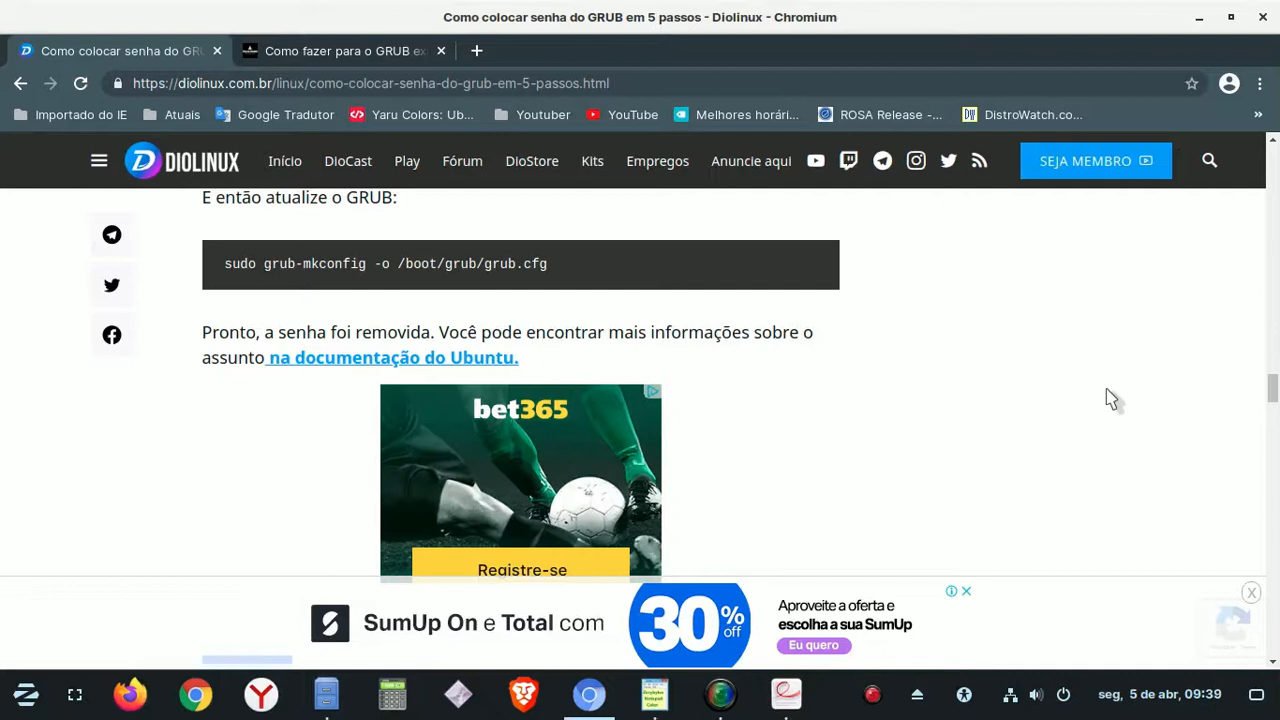 Como colocar senha do GRUB em 5 passos - Diolinux - Chromium
Como colocar senha do GRU
Como fazer para o GRUB ex
https://diolinux.com.br/linux/como-colocar-senha-do-grub-em-5-passos.html
Importado do IE
Atuais
Google Tradutor
Yaru Colors: Ub...
Youtuber
YouTube
Melhores horári...
ROSA Release -...
DistroWatch.co...
»
DIOLINUX
Início
DioCast
Play
Fórum
DioStore
Kits
Empregos
Anuncie aqui
SEJA MEMBRO
E então atualize o GRUB:
sudo grub-mkconfig -o /boot/grub/grub.cfg
Pronto, a senha foi removida. Você pode encontrar mais informações sobre o
assunto na documentação do Ubuntu.
bet365
Registre-se
SumUp On e Total com
30% off
Aproveite a oferta e
escolha a sua SumUp
Eu quero
seg, 5 de abr, 09:39